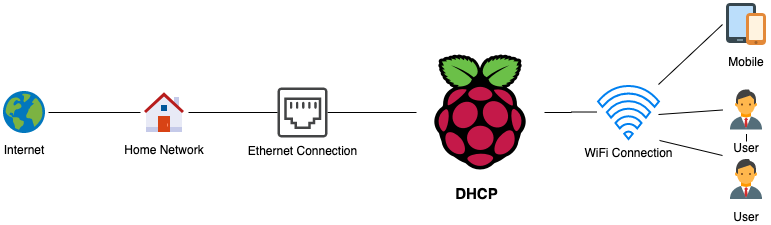 Mobile
Internet
Home Network
Ethernet Connection
WiFi Connection
User
DHCP
User